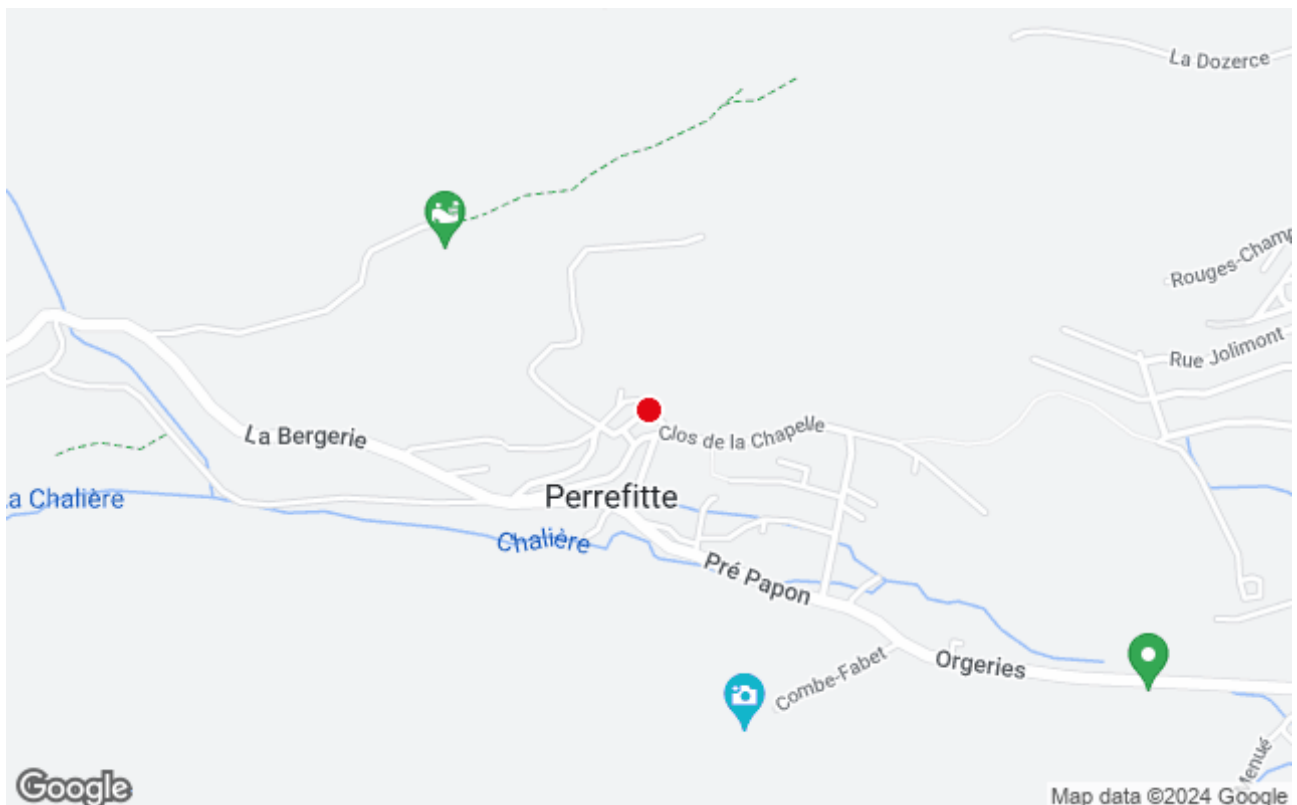 La Dozerce
Rouges-Champ
Rue Jolimont
La Bergerie
Clos de la Chapelle
Perrefitte
a Chalière
Chalière
Pré Papon
Combe-Fabet
Orgeries
Menué
Google
Map data ©2024 Google